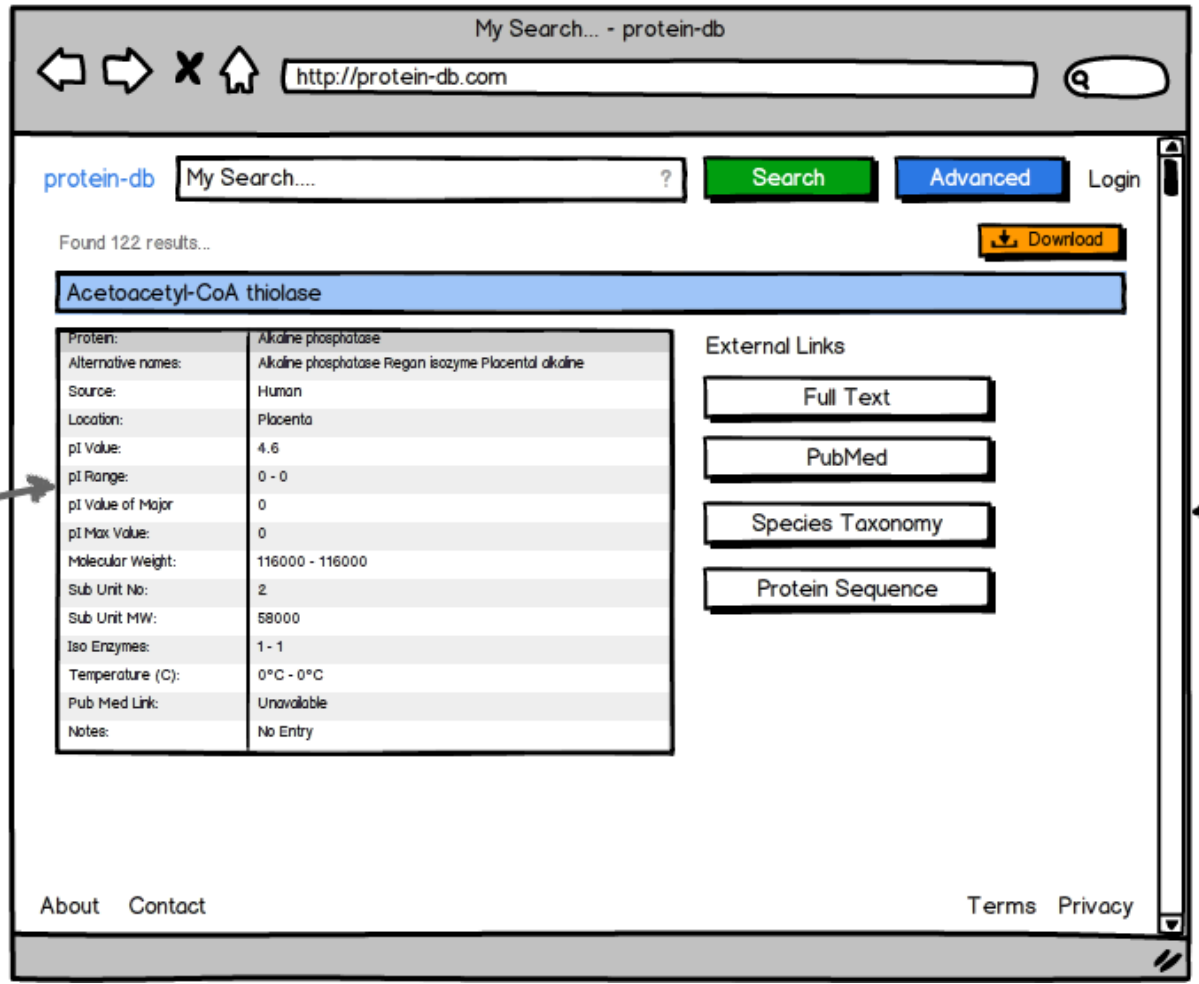 My Search... - protein-db
http://protein-db.com
protein-db My Search.... ? Search Advanced Login
Found 122 results... Download
Acetoacetyl-CoA thiolase
Protein: Alkaline phosphatase
Alternative names: Alkaline phosphatase Regan isozyme Placental alkaline
Source: Human
Location: Placenta
pI Value: 4.6
pI Range: 0 - 0
pI Value of Major 0
pI Max Value: 0
Molecular Weight: 116000 - 116000
Sub Unit No: 2
Sub Unit MW: 58000
Iso Enzymes: 1 - 1
Temperature (C): 0°C - 0°C
Pub Med Link: Unavailable
Notes: No Entry
External Links
Full Text
PubMed
Species Taxonomy
Protein Sequence
About Contact Terms Privacy